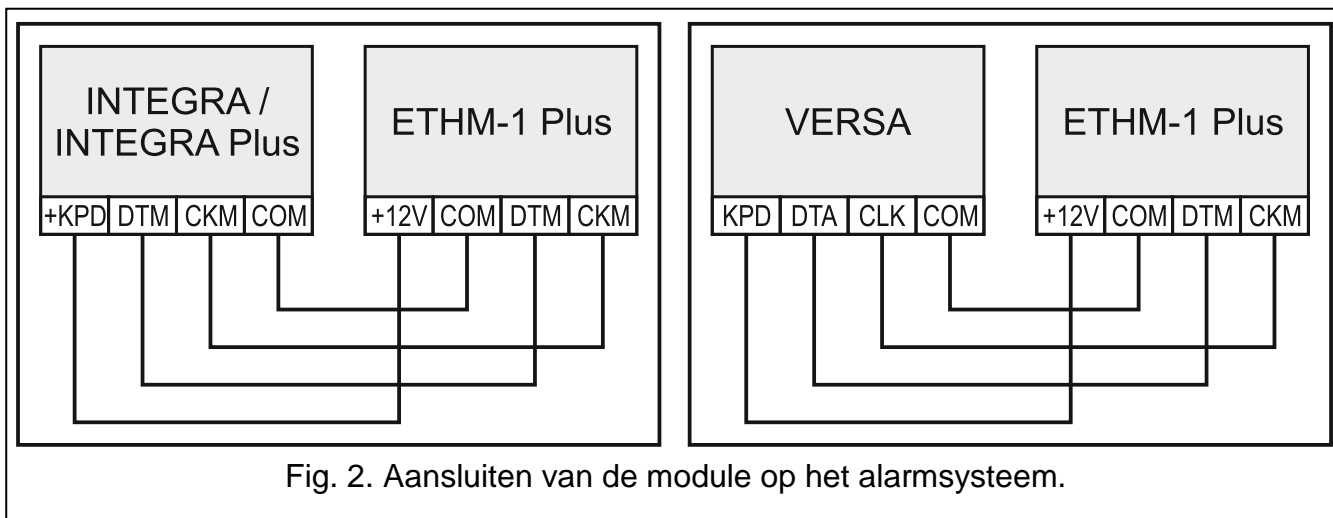 INTEGRA /
INTEGRA Plus
+KPD DTM CKM COM
ETHM-1 Plus
+12V COM DTM CKM
VERSA
KPD DTA CLK COM
ETHM-1 Plus
+12V COM DTM CKM
Fig. 2. Aansluiten van de module op het alarmsysteem.